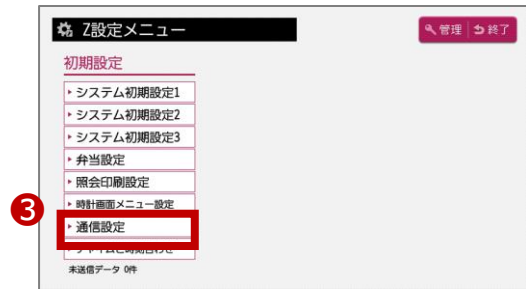 Z設定メニュー
管理 終了
初期設定
システム初期設定1
システム初期設定2
システム初期設定3
弁当設定
照会印刷設定
時計画面メニュー設定
3
通信設定
未送信データ 0件